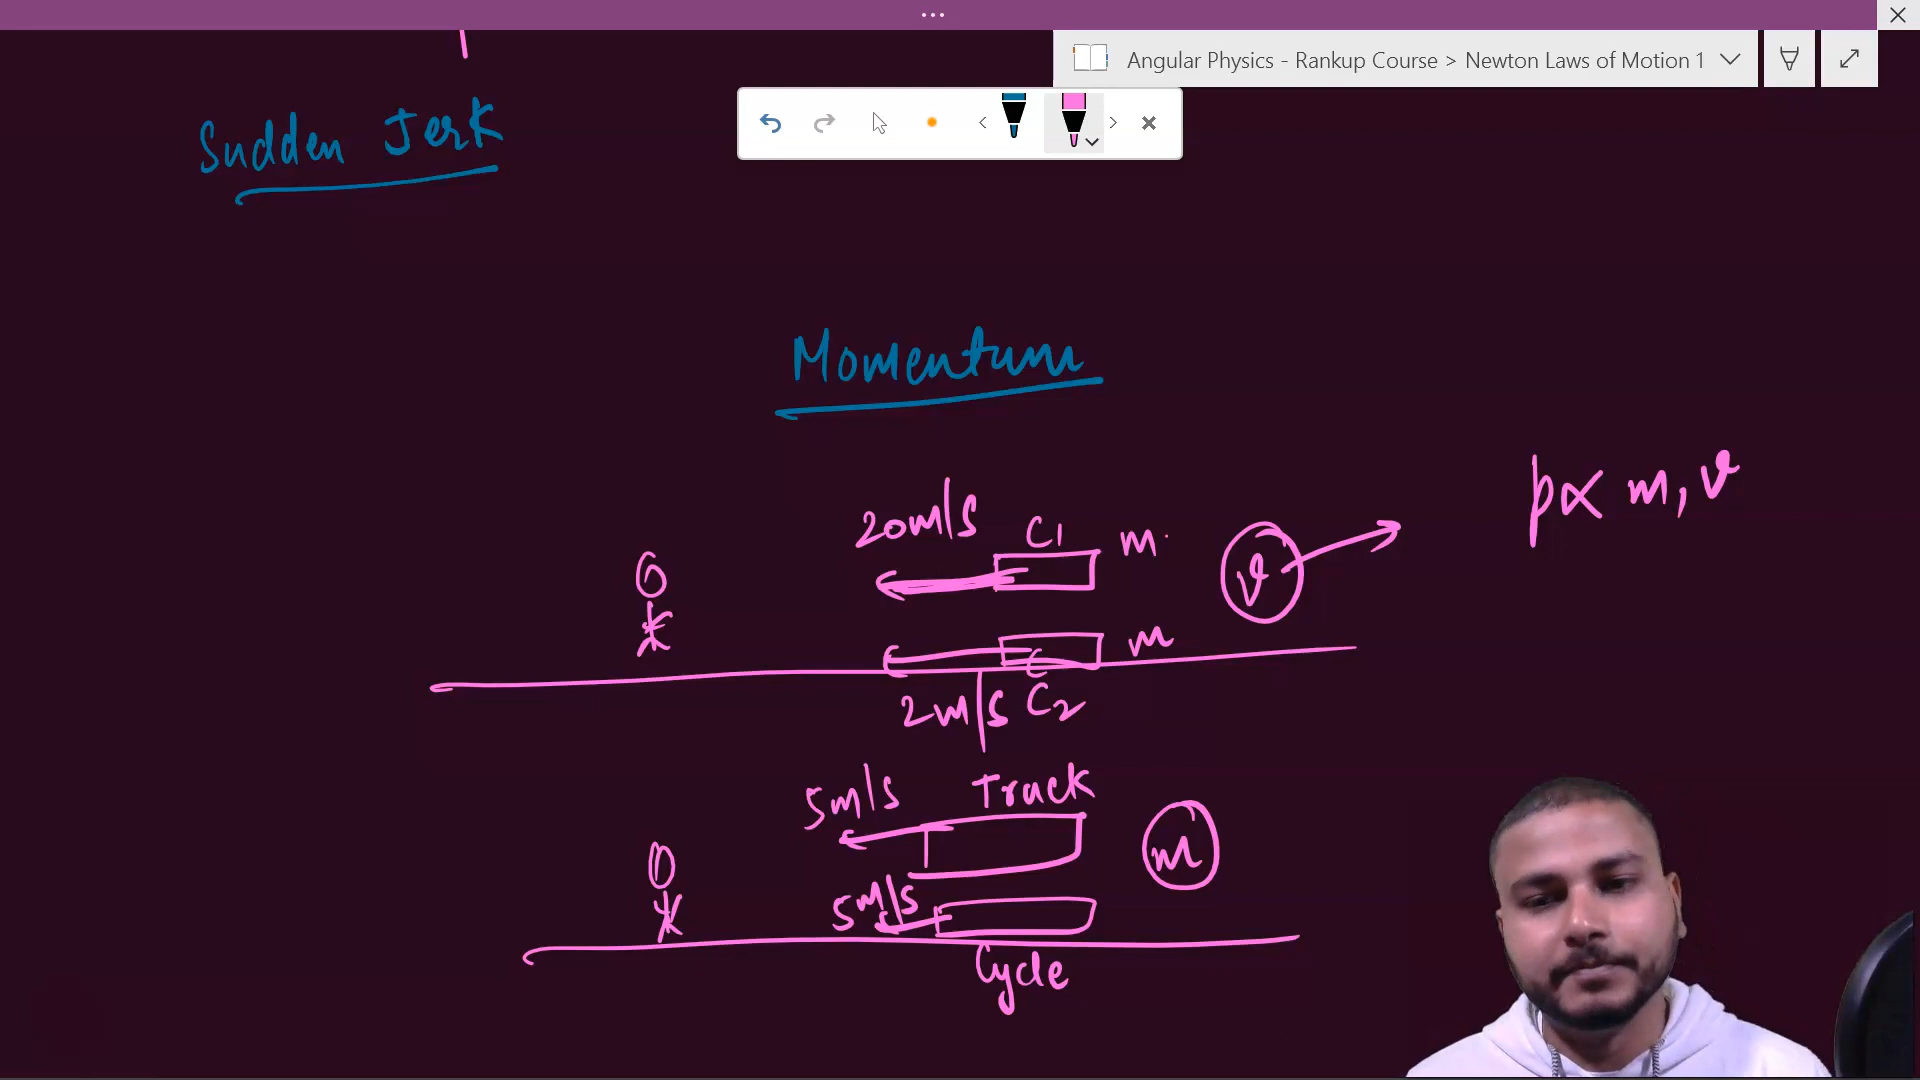 Angular Physics - Rankup Course > Newton Laws of Motion 1
Sudden Jerk
Momentum
p ∝ m, v
20m/s C1 m
v
m
2m/s C2
5m/s Truck
m
5m/s
Cycle